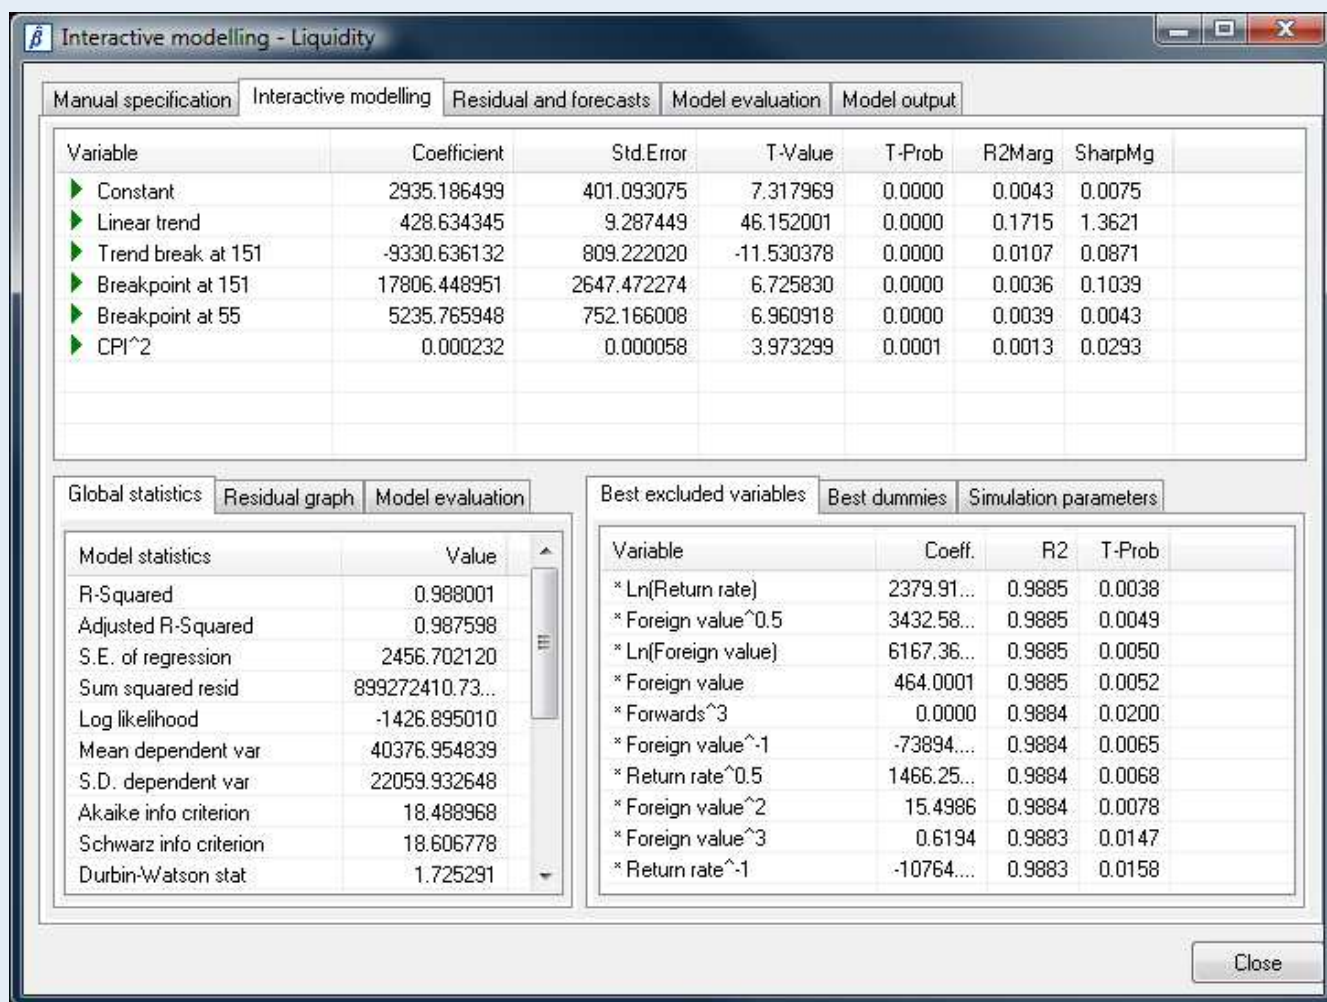 β̂ Interactive modelling - Liquidity
Manual specification Interactive modelling Residual and forecasts Model evaluation Model output
Variable Coefficient Std.Error T-Value T-Prob R2Marg SharpMg
Constant 2935.186499 401.093075 7.317969 0.0000 0.0043 0.0075
Linear trend 428.634345 9.287449 46.152001 0.0000 0.1715 1.3621
Trend break at 151 -9330.636132 809.222020 -11.530378 0.0000 0.0107 0.0871
Breakpoint at 151 17806.448951 2647.472274 6.725830 0.0000 0.0036 0.1039
Breakpoint at 55 5235.765948 752.166008 6.960918 0.0000 0.0039 0.0043
CPI^2 0.000232 0.000058 3.973299 0.0001 0.0013 0.0293
Global statistics Residual graph Model evaluation
Model statistics Value
R-Squared 0.988001
Adjusted R-Squared 0.987598
S.E. of regression 2456.702120
Sum squared resid 899272410.73...
Log likelihood -1426.895010
Mean dependent var 40376.954839
S.D. dependent var 22059.932648
Akaike info criterion 18.488968
Schwarz info criterion 18.606778
Durbin-Watson stat 1.725291
Best excluded variables Best dummies Simulation parameters
Variable Coeff. R2 T-Prob
* Ln(Return rate) 2379.91... 0.9885 0.0038
* Foreign value^0.5 3432.58... 0.9885 0.0049
* Ln(Foreign value) 6167.36... 0.9885 0.0050
* Foreign value 464.0001 0.9885 0.0052
* Forwards^3 0.0000 0.9884 0.0200
* Foreign value^-1 -73894.... 0.9884 0.0065
* Return rate^0.5 1466.25... 0.9884 0.0068
* Foreign value^2 15.4986 0.9884 0.0078
* Foreign value^3 0.6194 0.9883 0.0147
* Return rate^-1 -10764.... 0.9883 0.0158
Close